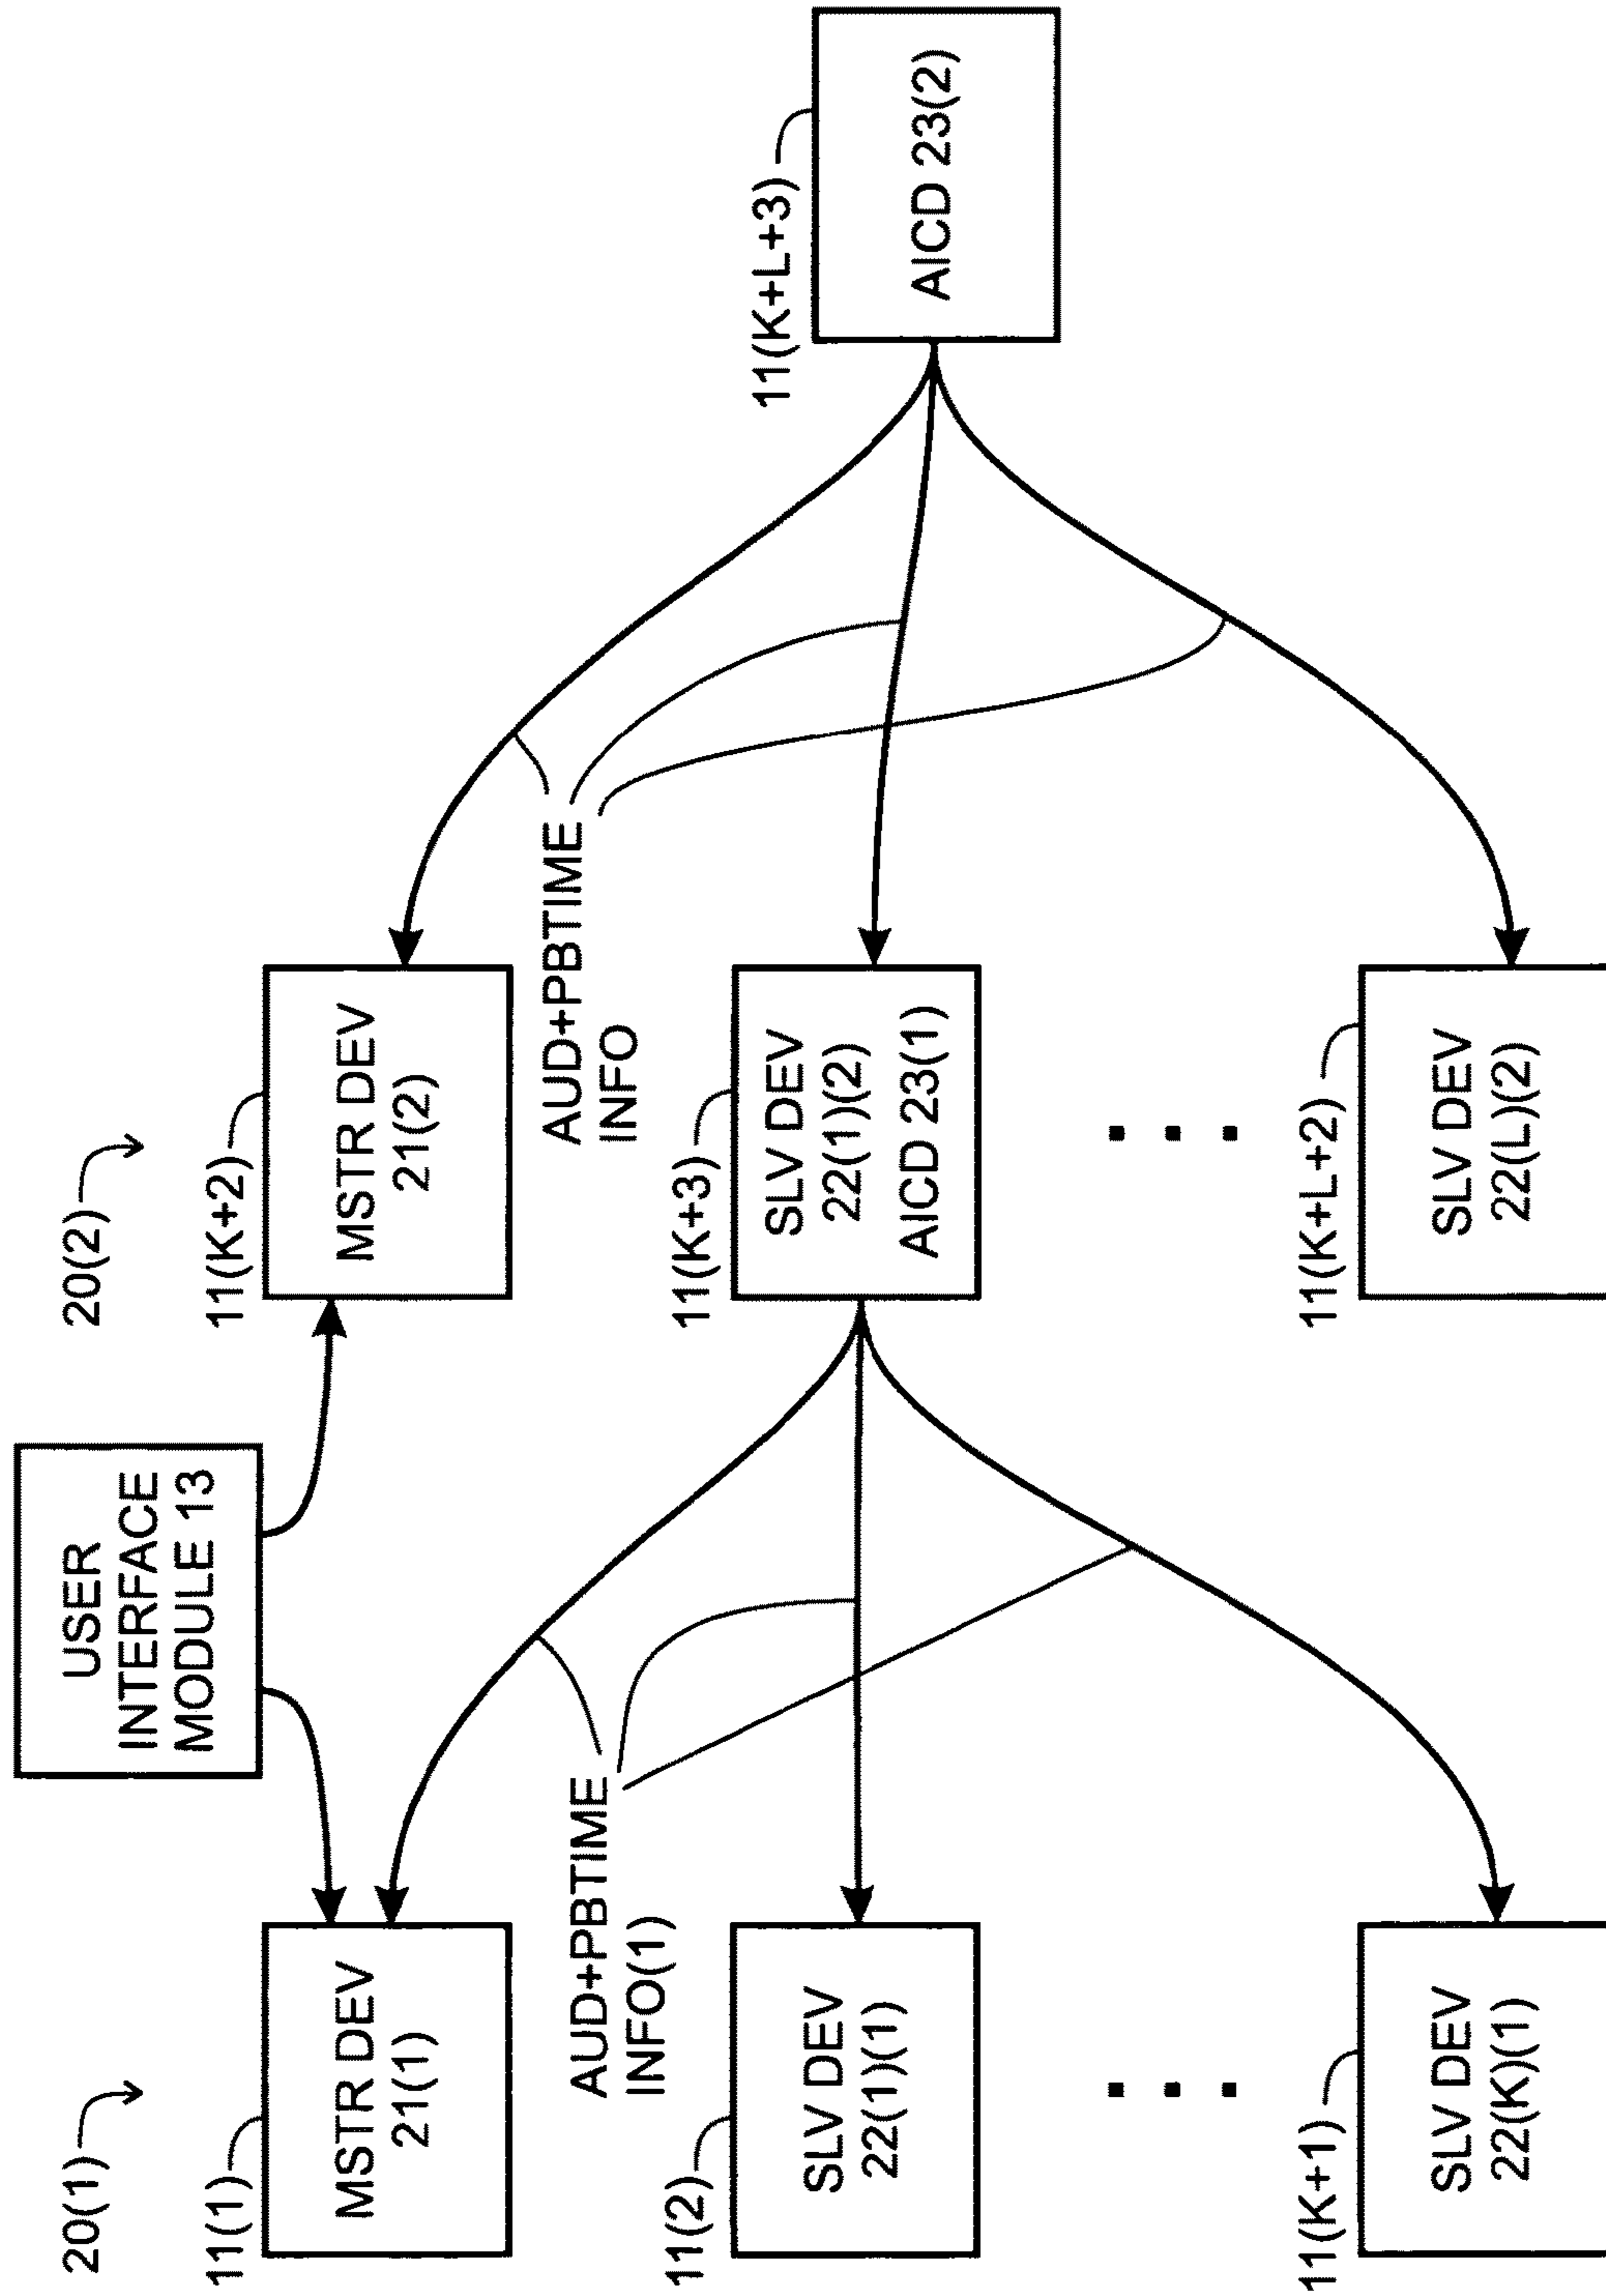 USER
INTERFACE
MODULE 13
20(1)
11(1)
MSTR DEV
21(1)
AUD+PBTIME
INFO(1)
11(2)
SLV DEV
22(1)(1)
11(K+1)
SLV DEV
22(K)(1)
20(2)
11(K+2)
MSTR DEV
21(2)
AUD+PBTIME
INFO
11(K+3)
SLV DEV
22(1)(2)
AICD 23(1)
11(K+L+2)
SLV DEV
22(L)(2)
11(K+L+3)
AICD 23(2)